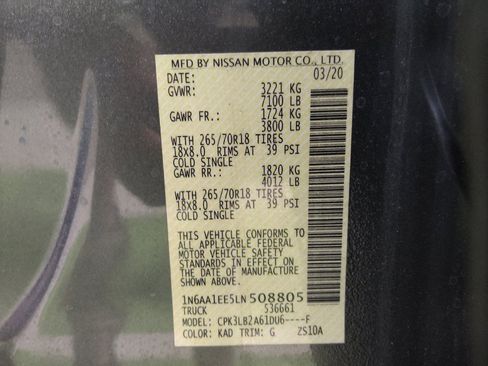 MFD BY NISSAN MOTOR CO., LTD.
DATE: 03/20
GVWR: 3221 KG
7100 LB
GAWR FR.: 1724 KG
3800 LB
WITH 265/70R18 TIRES
18x8.0 RIMS AT 39 PSI
COLD SINGLE
GAWR RR.: 1820 KG
4012 LB
WITH 265/70R18 TIRES
18x8.0 RIMS AT 39 PSI
COLD SINGLE
THIS VEHICLE CONFORMS TO
ALL APPLICABLE FEDERAL
MOTOR VEHICLE SAFETY
STANDARDS IN EFFECT ON
THE DATE OF MANUFACTURE
SHOWN ABOVE.
1N6AA1EE5LN508805
TRUCK 536661
MODEL: CPK3LB2A61DU6----F
COLOR: KAD TRIM: G ZS10A